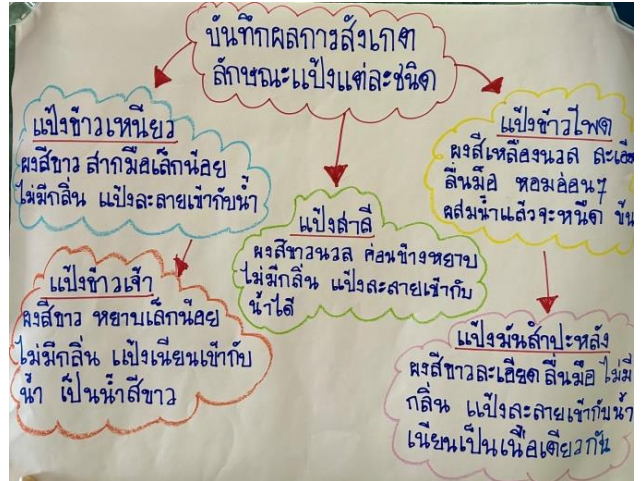 บันทึกผลการสังเกต
ลักษณะแป้งแต่ละชนิด
แป้งข้าวเหนียว
ผงสีขาว สากมือเล็กน้อย
ไม่มีกลิ่น แป้งละลายเข้ากับน้ำ
แป้งข้าวเจ้า
ผงสีขาว หยาบเล็กน้อย
ไม่มีกลิ่น แป้งเนียนเข้ากับ
น้ำ เป็นน้ำสีขาว
แป้งสาลี
ผงสีขาวนวล ค่อนข้างหยาบ
ไม่มีกลิ่น แป้งละลายเข้ากับ
น้ำได้
แป้งข้าวโพด
ผงสีเหลืองนวล ละเอียด
ลื่นมือ หอมอ่อนๆ
ผสมน้ำแล้วจะหนืด ข้น
แป้งมันสำปะหลัง
ผงสีขาวละเอียด ลื่นมือ ไม่มี
กลิ่น แป้งละลายเข้ากับน้ำ
เนียนเป็นเนื้อเดียวกัน